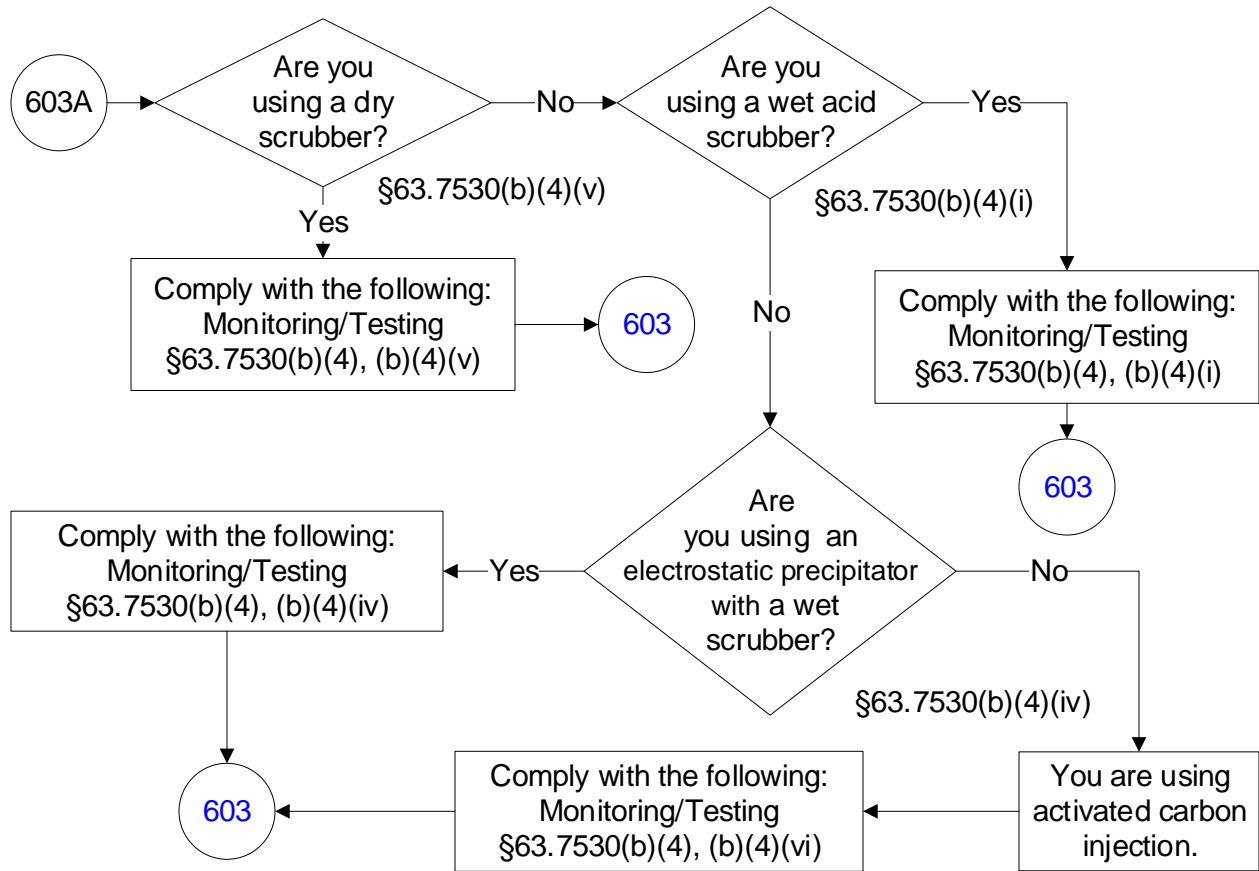 603A
Are you
using a dry
scrubber?
No
Are you
using a wet acid
scrubber?
Yes
§63.7530(b)(4)(v)
§63.7530(b)(4)(i)
Yes
Comply with the following:
Monitoring/Testing
§63.7530(b)(4), (b)(4)(v)
603
No
Comply with the following:
Monitoring/Testing
§63.7530(b)(4), (b)(4)(i)
603
Are
you using an
electrostatic precipitator
with a wet
scrubber?
Yes
No
Comply with the following:
Monitoring/Testing
§63.7530(b)(4), (b)(4)(iv)
§63.7530(b)(4)(iv)
603
Comply with the following:
Monitoring/Testing
§63.7530(b)(4), (b)(4)(vi)
You are using
activated carbon
injection.